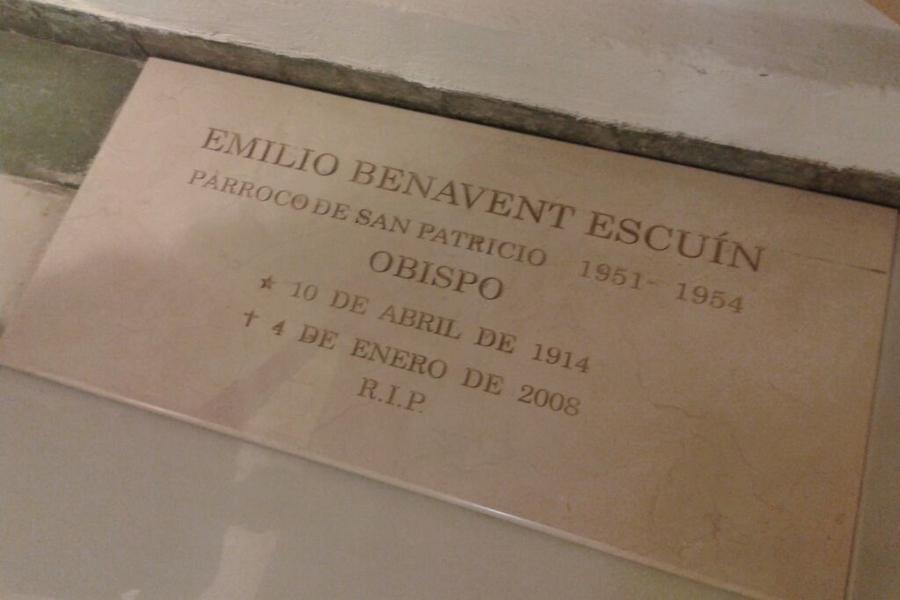 EMILIO BENAVENT ESCUÍN
PÁRROCO DE SAN PATRICIO 1951-1954
OBISPO
★ 10 DE ABRIL DE 1914
† 4 DE ENERO DE 2008
R.I.P.